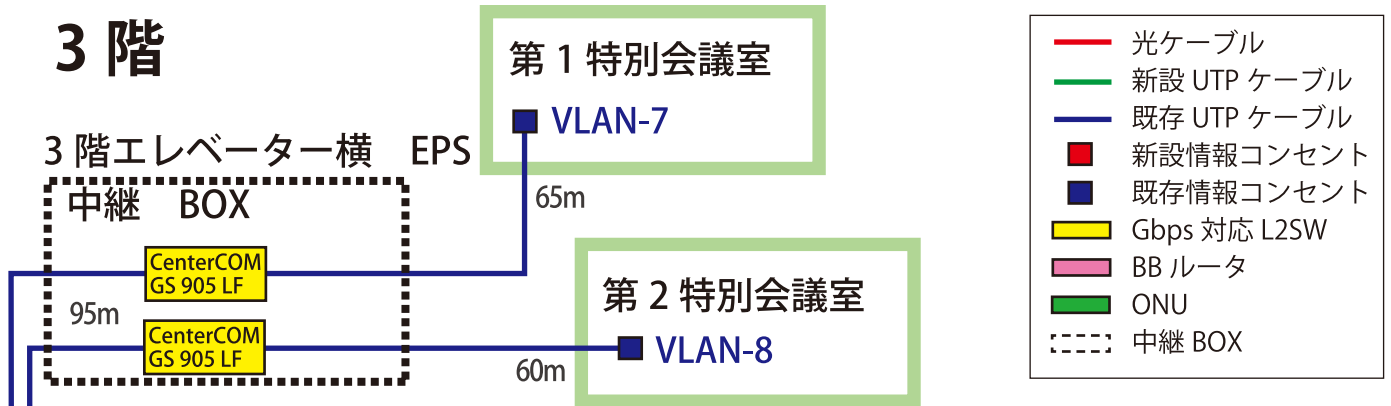 3 階
第 1 特別会議室
VLAN-7
3 階エレベーター横　EPS
中継　BOX
65m
CenterCOM
GS 905 LF
95m
CenterCOM
GS 905 LF
第 2 特別会議室
VLAN-8
60m
光ケーブル
新設 UTP ケーブル
既存 UTP ケーブル
新設情報コンセント
既存情報コンセント
Gbps 対応 L2SW
BB ルータ
ONU
中継 BOX